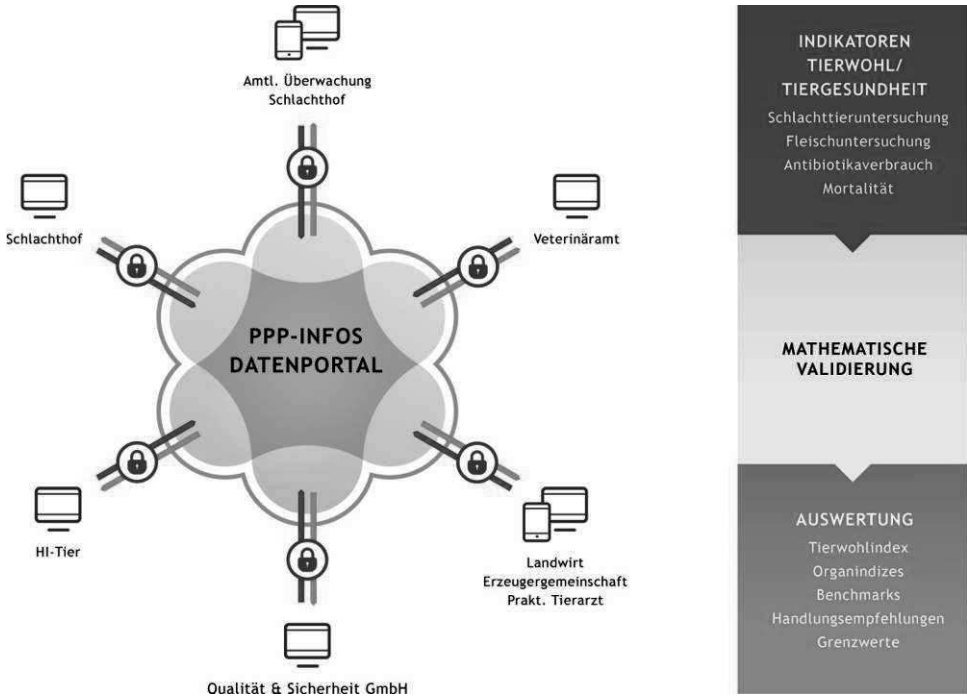 Amtl. Überwachung
Schlachthof
Schlachthof
Veterinäramt
PPP-INFOS
DATENPORTAL
HI-Tier
Landwirt
Erzeugergemeinschaft
Prakt. Tierarzt
Qualität & Sicherheit GmbH
INDIKATOREN
TIERWOHL/
TIERGESUNDHEIT
Schlachttieruntersuchung
Fleischuntersuchung
Antibiotikaverbrauch
Mortalität
MATHEMATISCHE
VALIDIERUNG
AUSWERTUNG
Tierwohlindex
Organindizes
Benchmarks
Handlungsempfehlungen
Grenzwerte